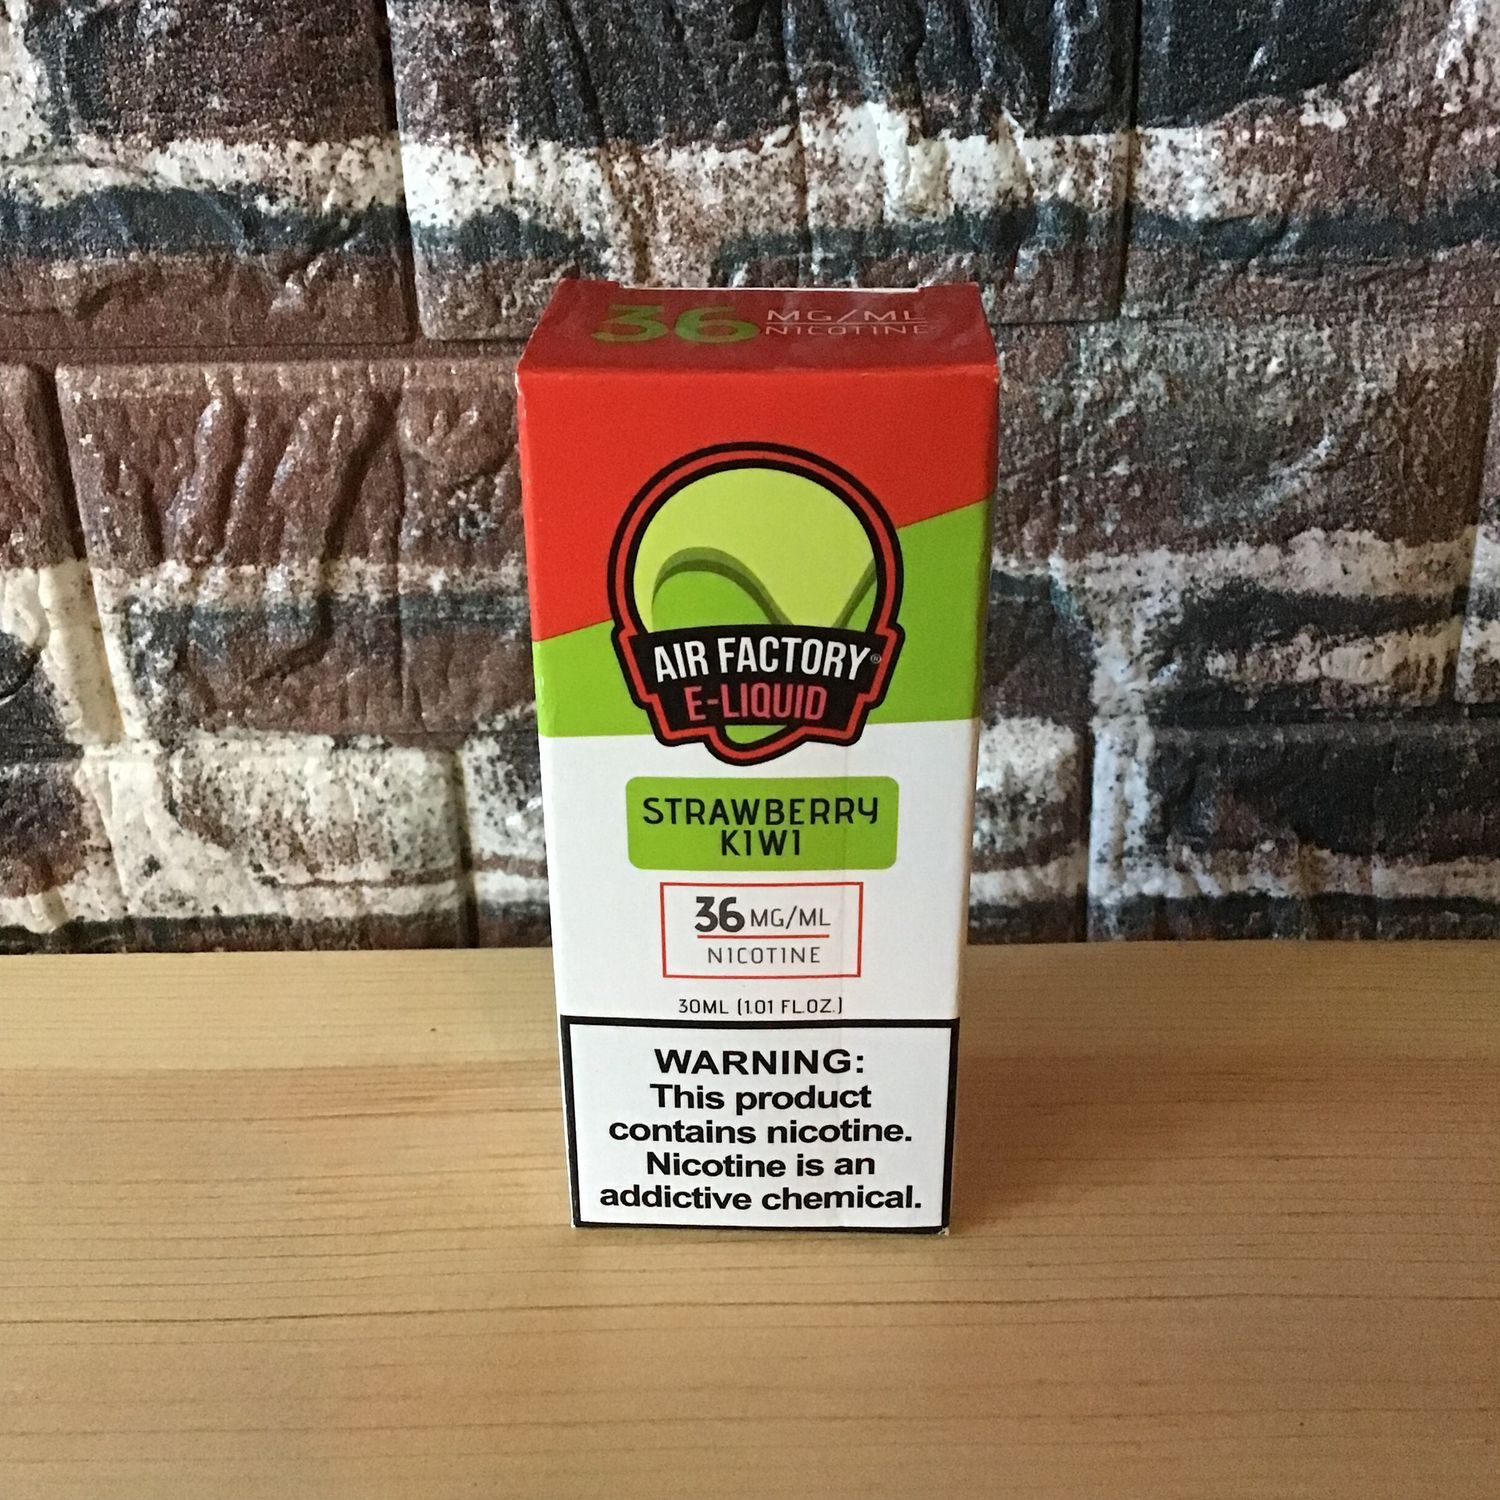 36 MG/ML
NICOTINE
AIR FACTORY®
E-LIQUID
STRAWBERRY
KIWI
36 MG/ML
NICOTINE
30ML (1.01 FL.OZ.)
WARNING:
This product
contains nicotine.
Nicotine is an
addictive chemical.